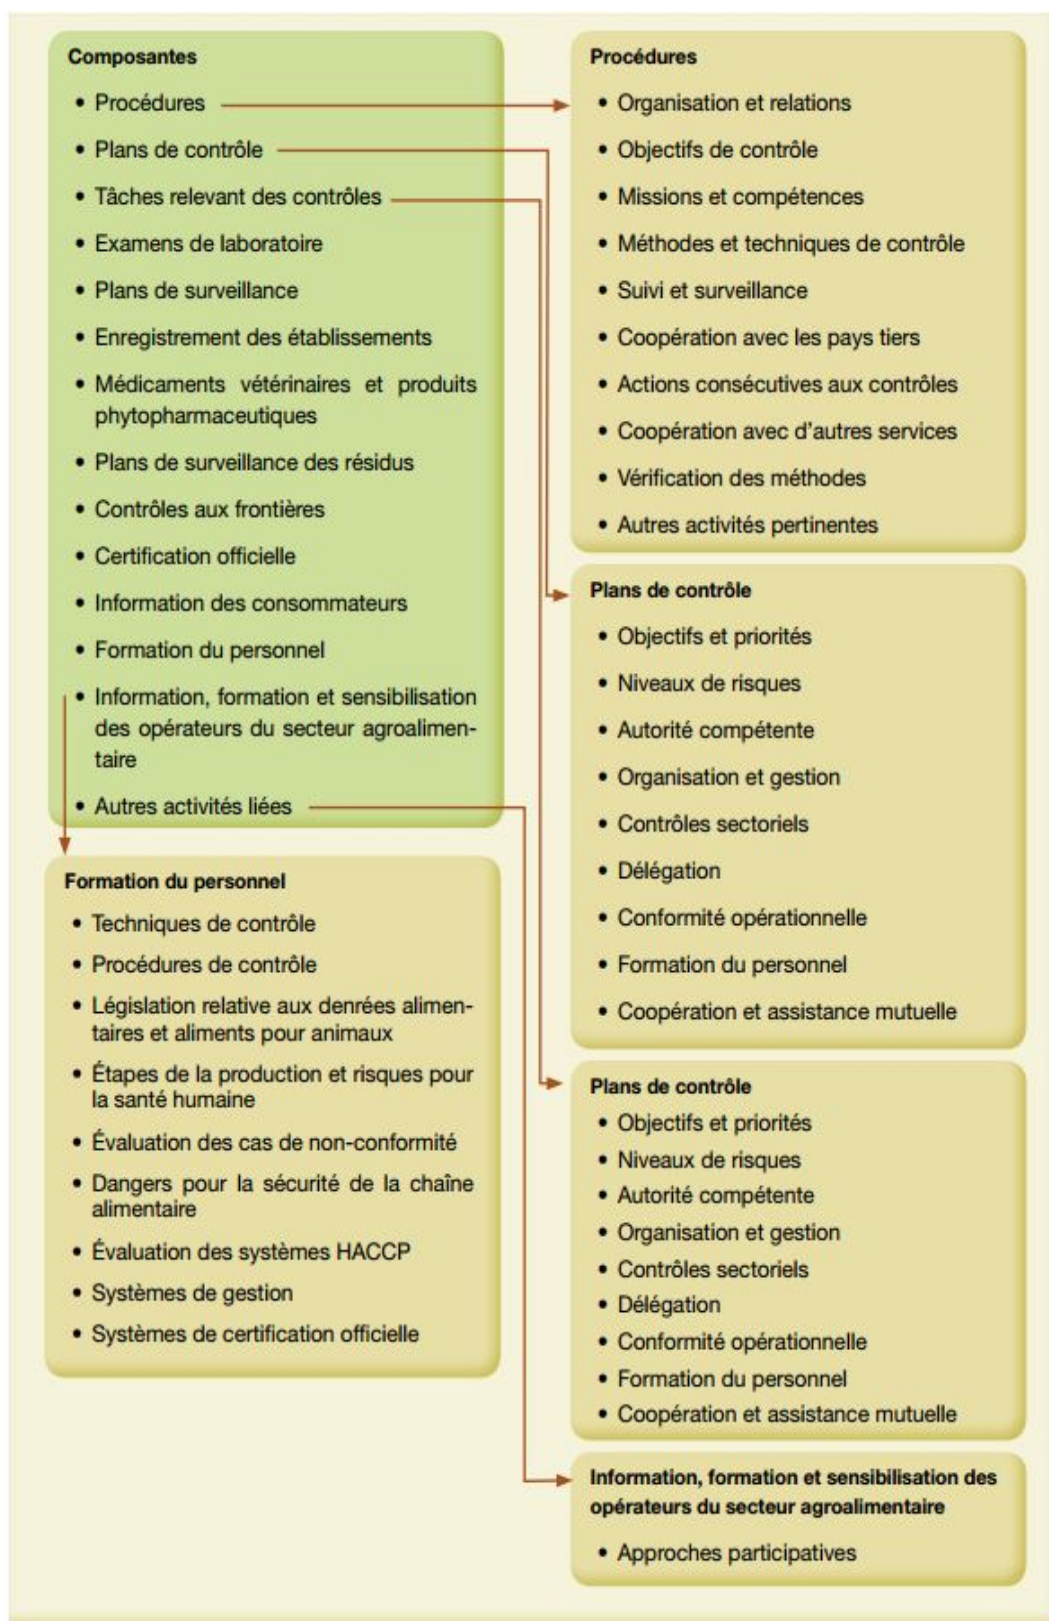 Composantes
• Procédures
• Plans de contrôle
• Tâches relevant des contrôles
• Examens de laboratoire
• Plans de surveillance
• Enregistrement des établissements
• Médicaments vétérinaires et produits
phytopharmaceutiques
• Plans de surveillance des résidus
• Contrôles aux frontières
• Certification officielle
• Information des consommateurs
• Formation du personnel
• Information, formation et sensibilisation
des opérateurs du secteur agroalimen-
taire
• Autres activités liées
Formation du personnel
• Techniques de contrôle
• Procédures de contrôle
• Législation relative aux denrées alimen-
taires et aliments pour animaux
• Étapes de la production et risques pour
la santé humaine
• Évaluation des cas de non-conformité
• Dangers pour la sécurité de la chaîne
alimentaire
• Évaluation des systèmes HACCP
• Systèmes de gestion
• Systèmes de certification officielle
Procédures
• Organisation et relations
• Objectifs de contrôle
• Missions et compétences
• Méthodes et techniques de contrôle
• Suivi et surveillance
• Coopération avec les pays tiers
• Actions consécutives aux contrôles
• Coopération avec d'autres services
• Vérification des méthodes
• Autres activités pertinentes
Plans de contrôle
• Objectifs et priorités
• Niveaux de risques
• Autorité compétente
• Organisation et gestion
• Contrôles sectoriels
• Délégation
• Conformité opérationnelle
• Formation du personnel
• Coopération et assistance mutuelle
Plans de contrôle
• Objectifs et priorités
• Niveaux de risques
• Autorité compétente
• Organisation et gestion
• Contrôles sectoriels
• Délégation
• Conformité opérationnelle
• Formation du personnel
• Coopération et assistance mutuelle
Information, formation et sensibilisation des
opérateurs du secteur agroalimentaire
• Approches participatives